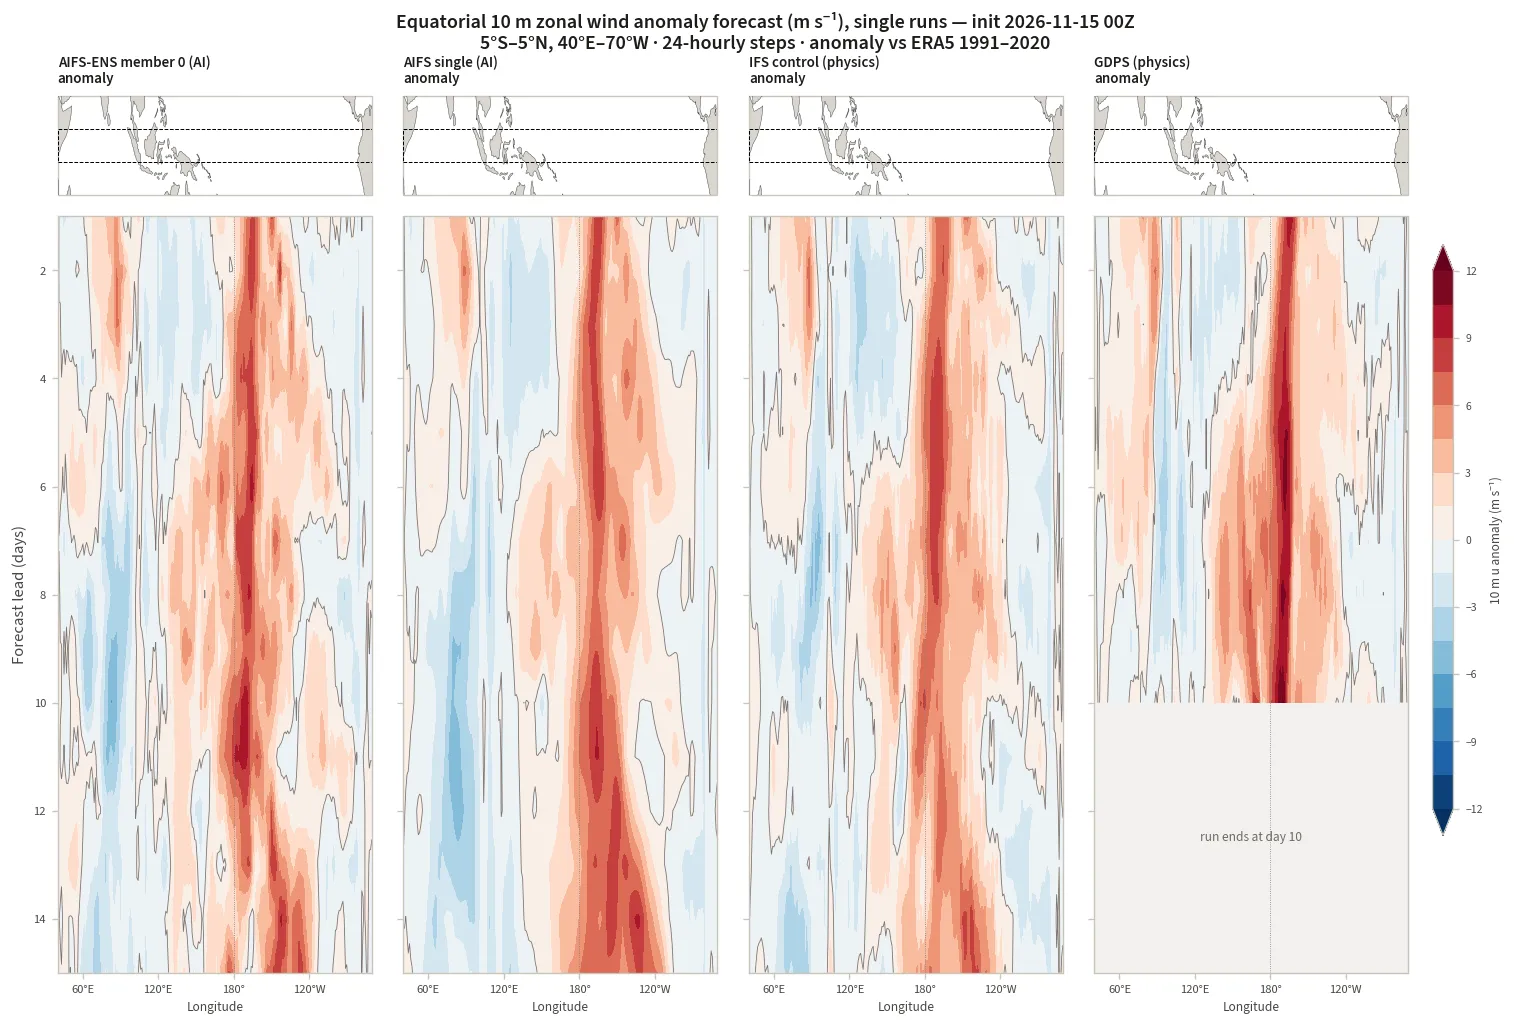 Equatorial 10 m zonal wind anomaly forecast (m s⁻¹), single runs — init 2026-11-15 00Z
5°S–5°N, 40°E–70°W · 24-hourly steps · anomaly vs ERA5 1991–2020
AIFS-ENS member 0 (AI)
anomaly
AIFS single (AI)
anomaly
IFS control (physics)
anomaly
GDPS (physics)
anomaly
Forecast lead (days)
2
4
6
8
10
12
14
run ends at day 10
60°E 120°E 180° 120°W
Longitude
60°E 120°E 180° 120°W
Longitude
60°E 120°E 180° 120°W
Longitude
60°E 120°E 180° 120°W
Longitude
12
9
6
3
0
−3
−6
−9
−12
10 m u anomaly (m s⁻¹)